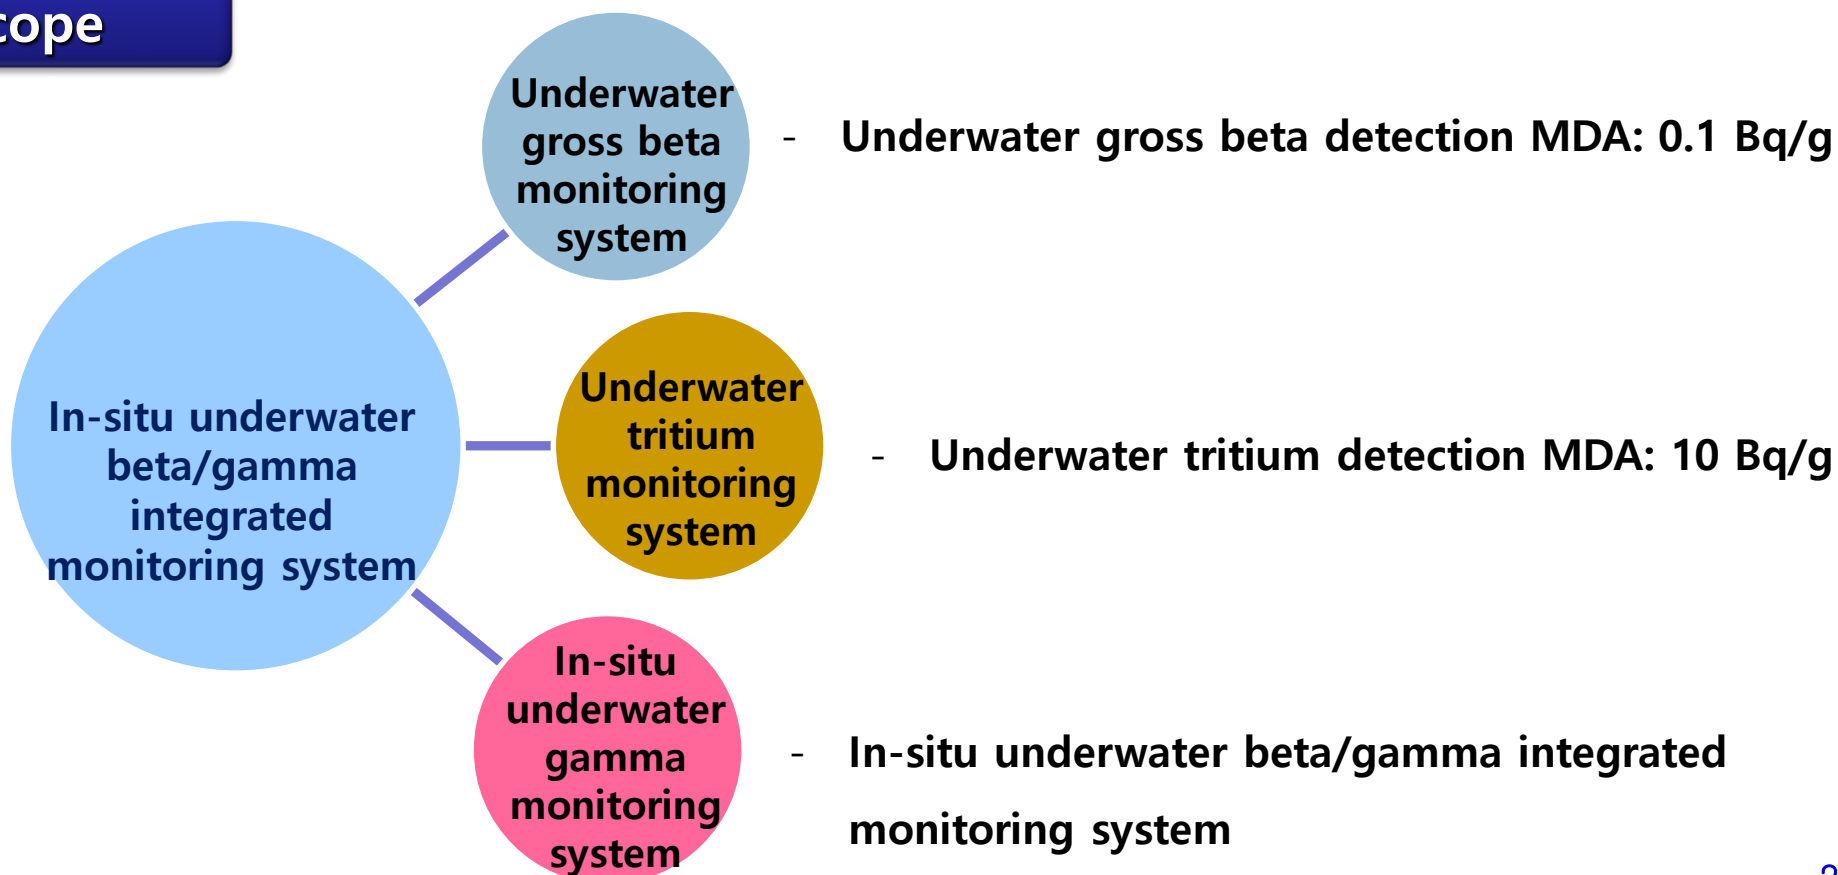 cope
Underwater
gross beta
monitoring
system
- Underwater gross beta detection MDA: 0.1 Bq/g
In-situ underwater
beta/gamma
integrated
monitoring system
Underwater
tritium
monitoring
system
- Underwater tritium detection MDA: 10 Bq/g
In-situ
underwater
gamma
monitoring
system
- In-situ underwater beta/gamma integrated
monitoring system